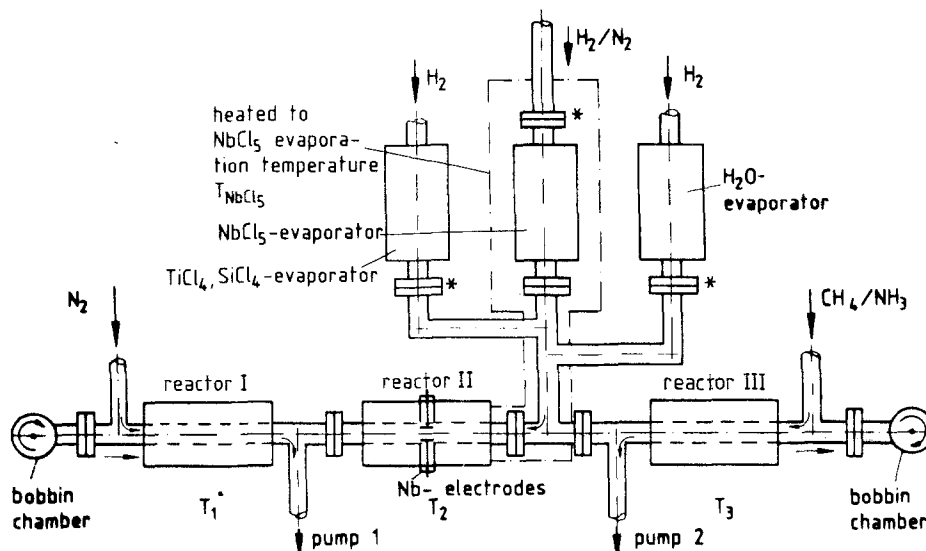 H2/N2
H2
H2
heated to
NbCl5 evapora-
tion temperature
TNbCl5
*
H2O-
evaporator
NbCl5-evaporator
TiCl4, SiCl4-evaporator
*
*
N2
CH4/NH3
reactor I
reactor II
reactor III
bobbin
chamber
T1
Nb- electrodes
T2
T3
bobbin
chamber
pump 1
pump 2